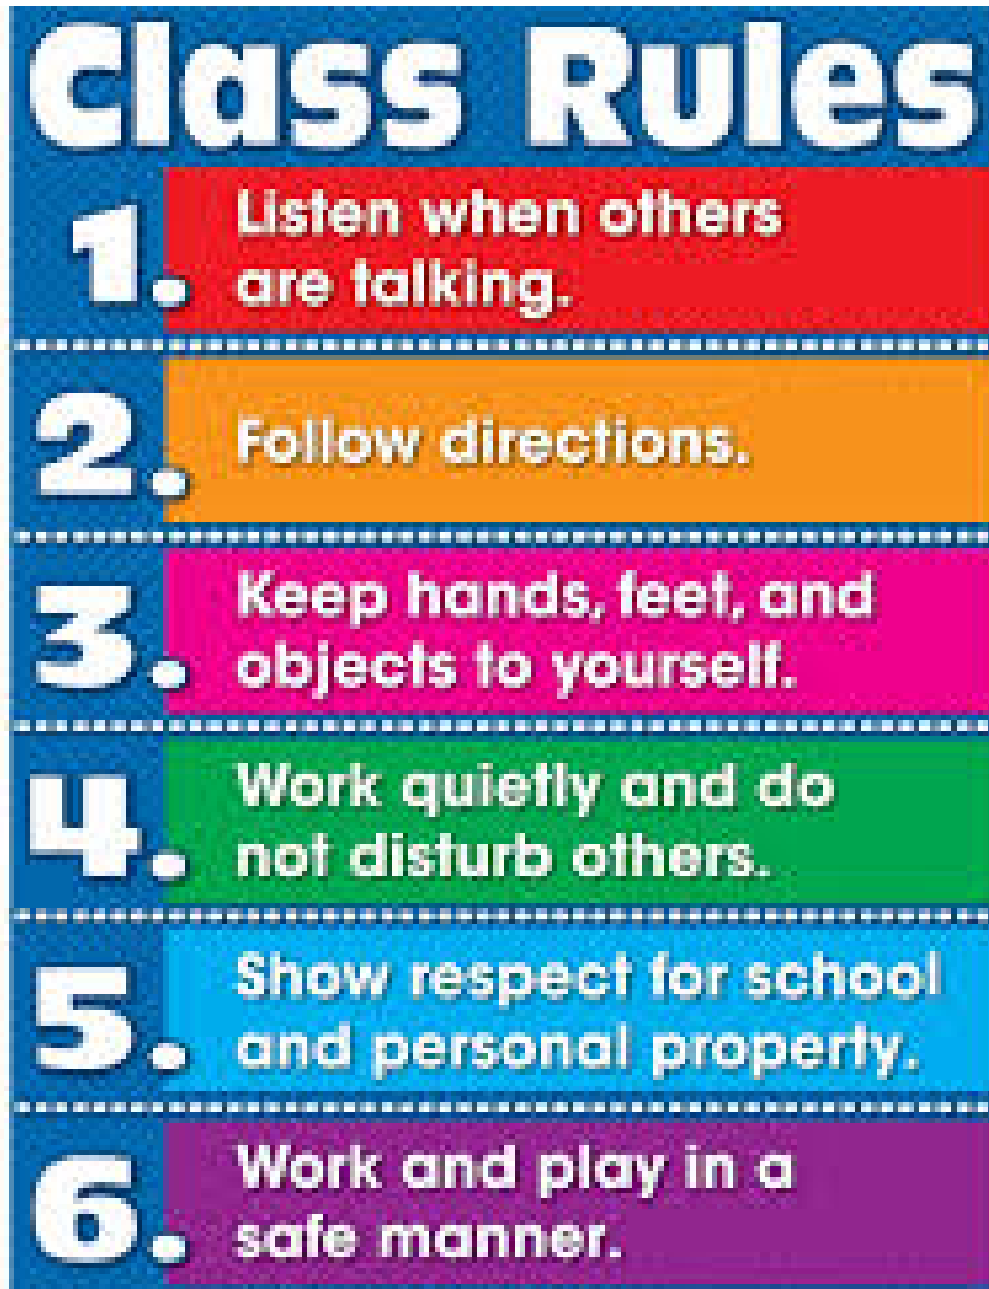 Class Rules
1. Listen when others
are talking.
2. Follow directions.
3. Keep hands, feet, and
objects to yourself.
4. Work quietly and do
not disturb others.
5. Show respect for school
and personal property.
6. Work and play in a
safe manner.